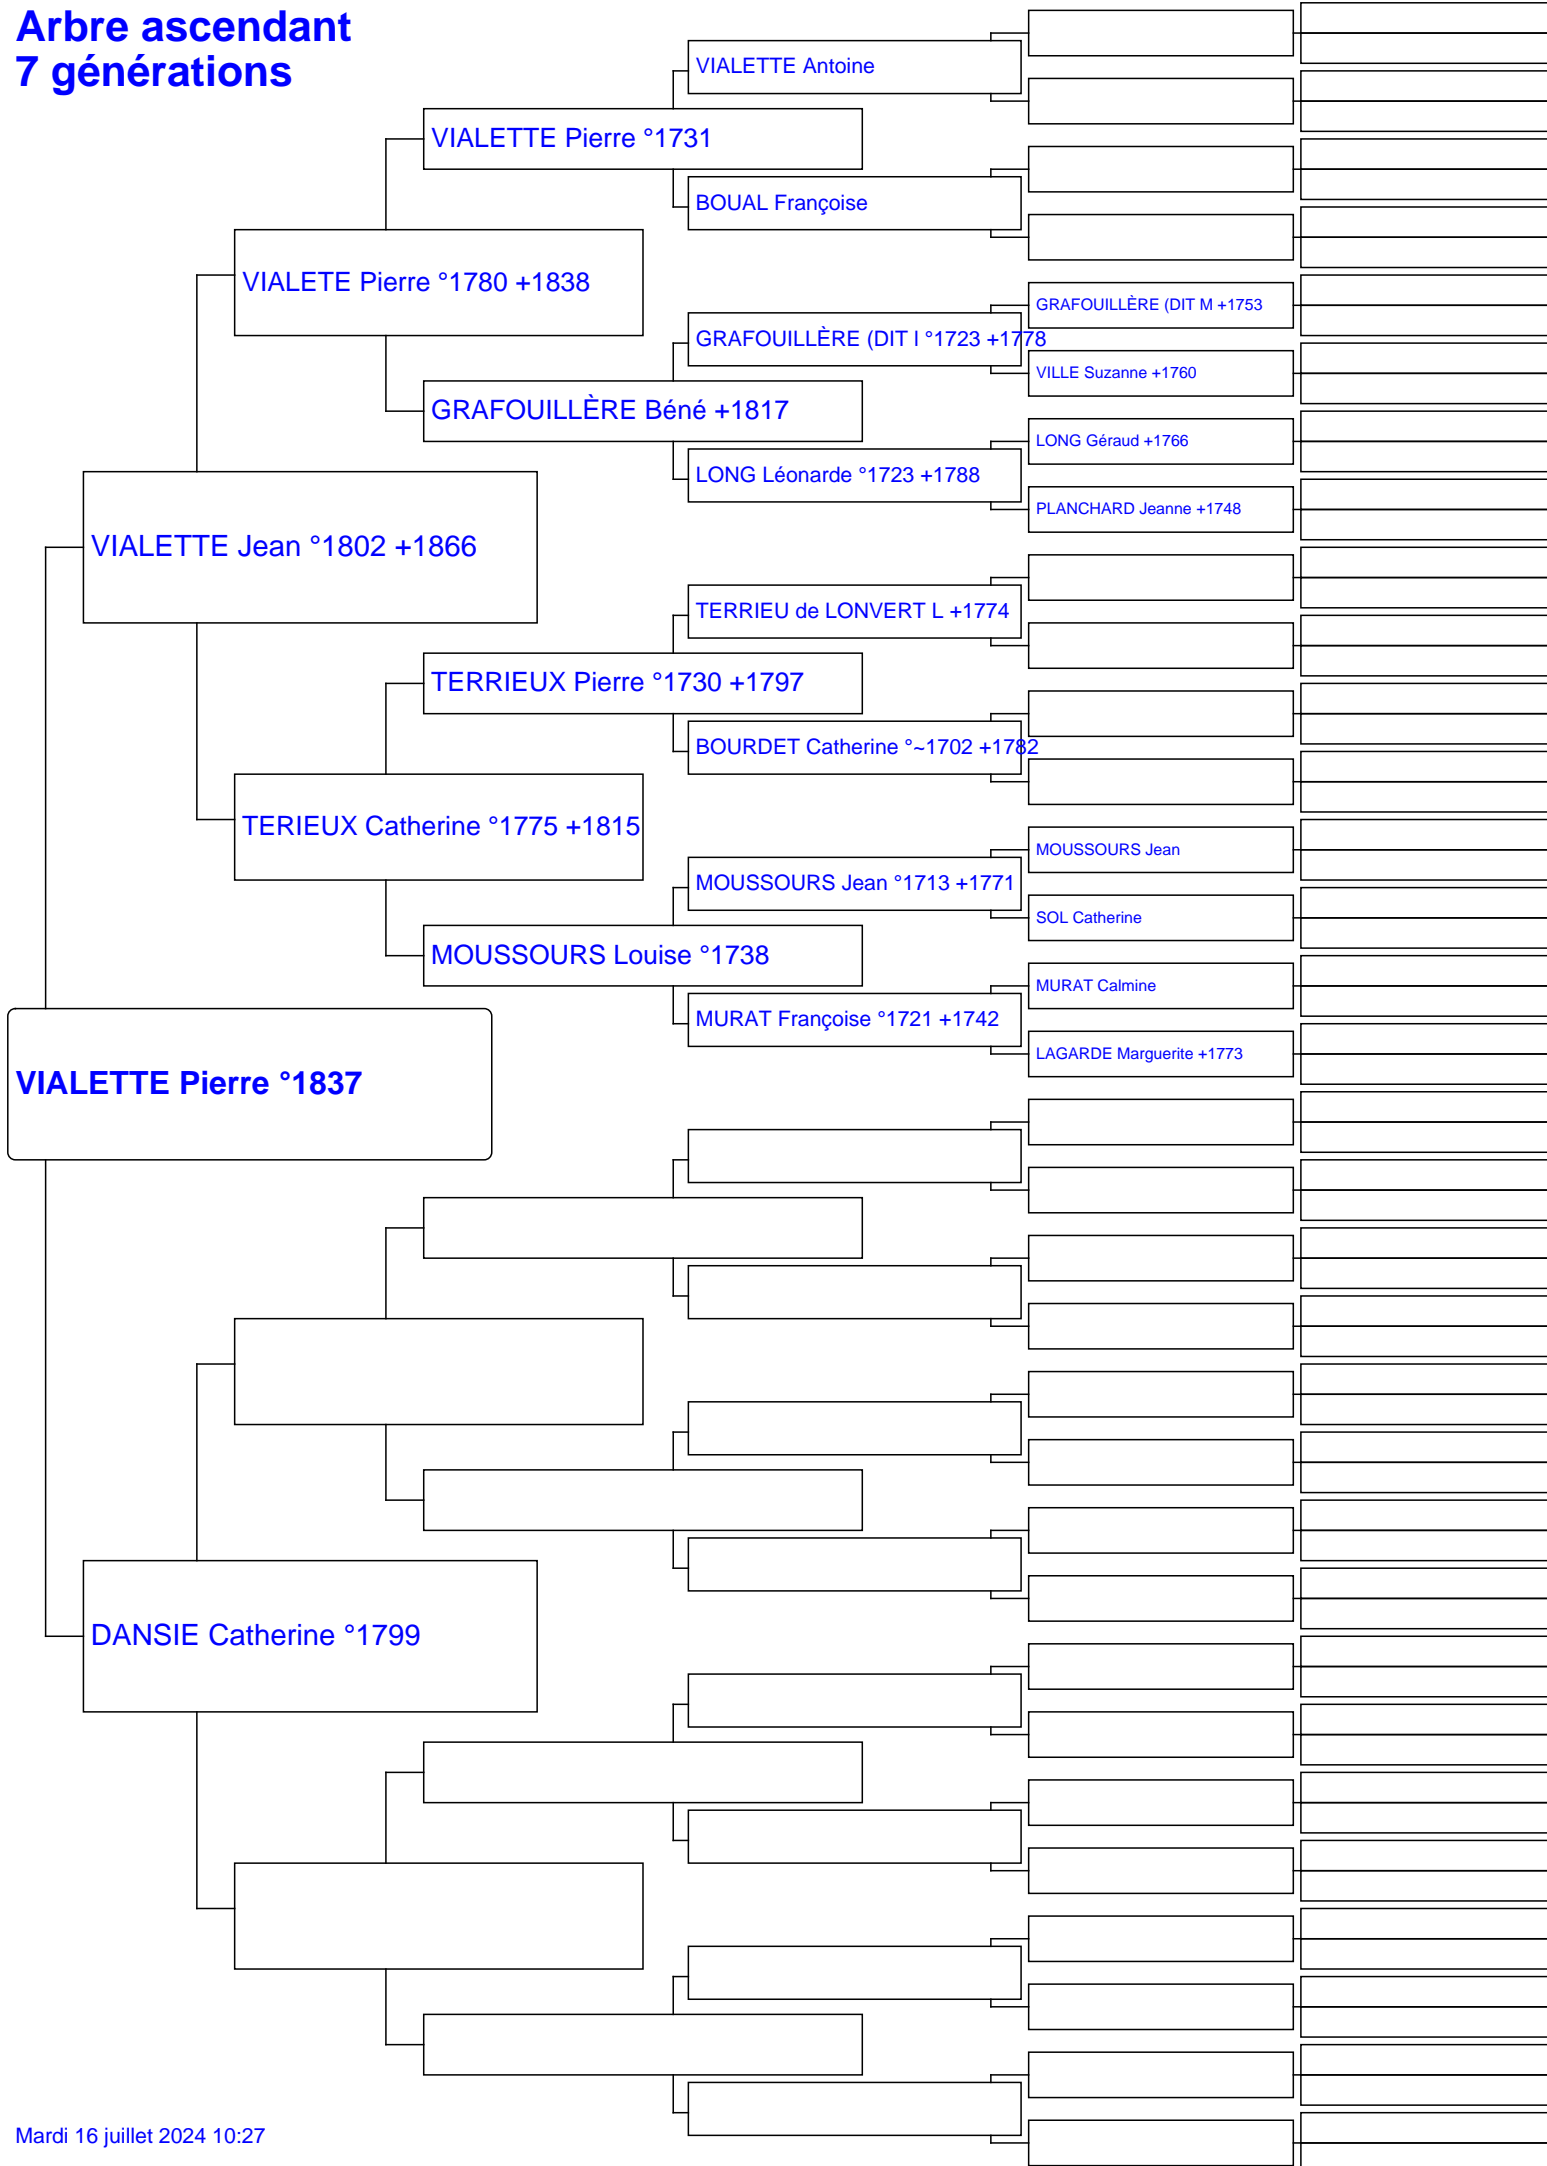 Arbre ascendant
7 générations
VIALETTE Antoine
VIALETTE Pierre °1731
BOUAL Françoise
VIALETE Pierre °1780 +1838
GRAFOUILLÈRE (DIT M +1753
GRAFOUILLÈRE (DIT l °1723 +1778
VILLE Suzanne +1760
GRAFOUILLÈRE Béné +1817
LONG Géraud +1766
LONG Léonarde °1723 +1788
PLANCHARD Jeanne +1748
VIALETTE Jean °1802 +1866
TERRIEU de LONVERT L +1774
TERRIEUX Pierre °1730 +1797
BOURDET Catherine °~1702 +1782
TERIEUX Catherine °1775 +1815
MOUSSOURS Jean
MOUSSOURS Jean °1713 +1771
SOL Catherine
MOUSSOURS Louise °1738
MURAT Calmine
MURAT Françoise °1721 +1742
LAGARDE Marguerite +1773
VIALETTE Pierre °1837
DANSIE Catherine °1799
Mardi 16 juillet 2024 10:27